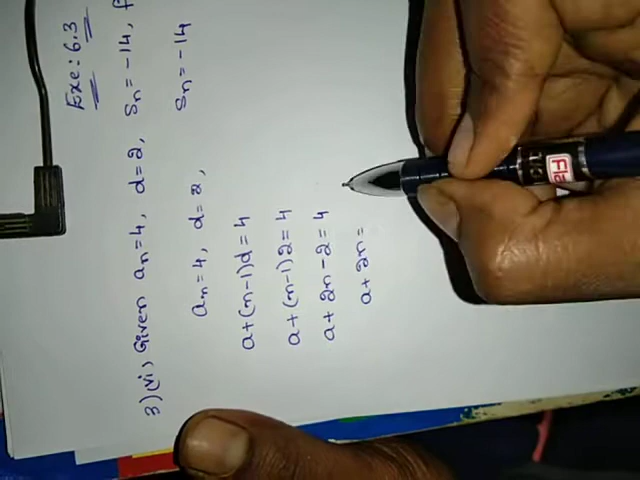 Exe: 6.3
3) (vi) Given an = 4, d = 2, Sn = -14, f
an = 4, d = 2, Sn = -14
a + (n-1)d = 4
a + (n-1)2 = 4
a + 2n - 2 = 4
a + 2n =
Fla